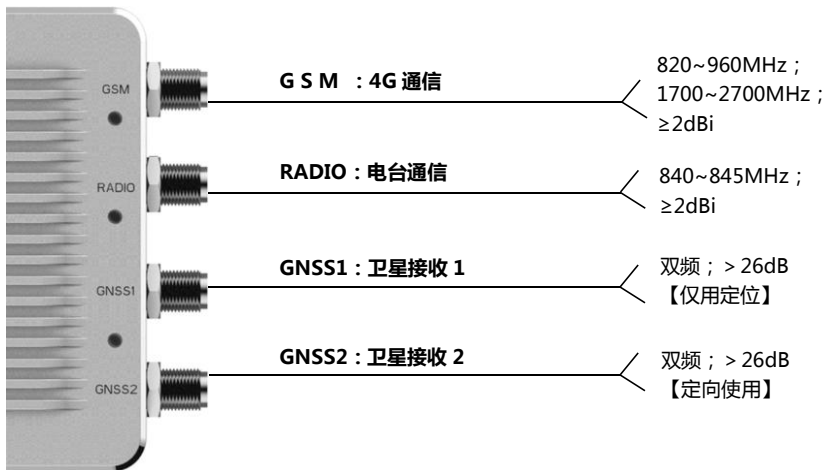 GSM
G S M ：4G 通信
820~960MHz；
1700~2700MHz；
≥2dBi
RADIO
RADIO：电台通信
840~845MHz；
≥2dBi
GNSS1
GNSS1：卫星接收 1
双频；＞26dB
【仅用定位】
GNSS2
GNSS2：卫星接收 2
双频；＞26dB
【定向使用】